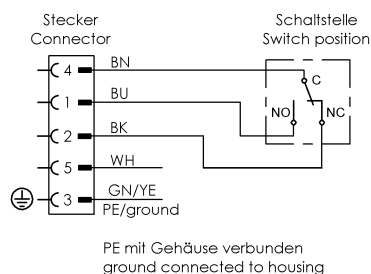 Stecker
Connector
Schaltstelle
Switch position
4 BN
C
1 BU
NO NC
2 BK
5 WH
3 GN/YE
PE/ground
PE mit Gehäuse verbunden
ground connected to housing